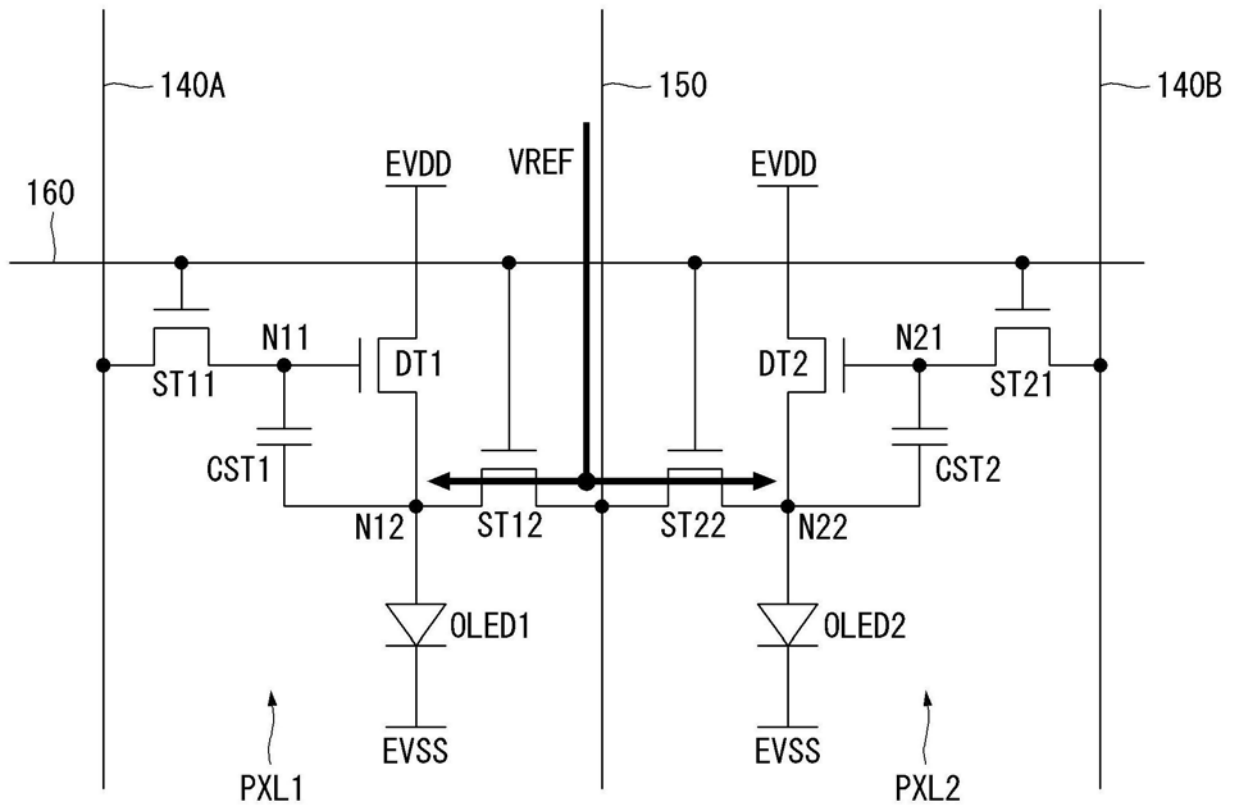 140A
150
140B
EVDD
VREF
EVDD
160
N11
DT1
DT2
N21
ST11
ST21
CST1
CST2
N12
ST12
ST22
N22
OLED1
OLED2
EVSS
EVSS
PXL1
PXL2